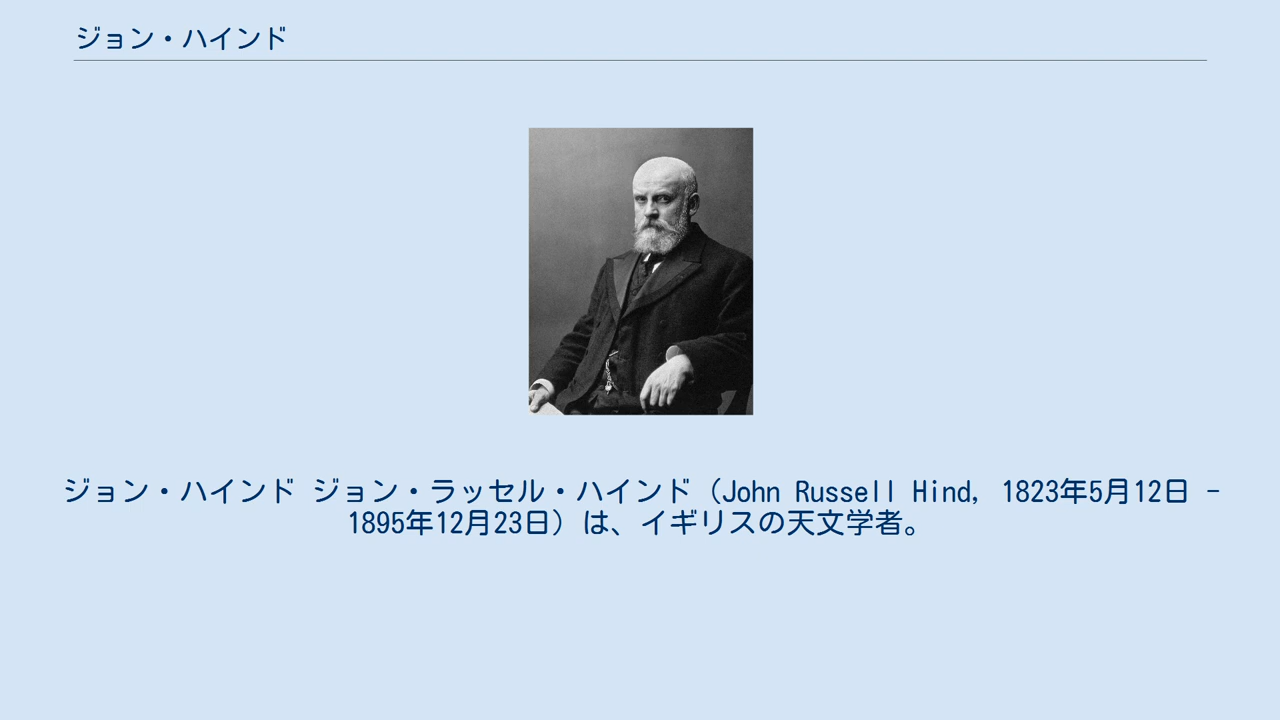 ジョン・ハインド
ジョン・ハインド ジョン・ラッセル・ハインド（John Russell Hind, 1823年5月12日 -
1895年12月23日）は、イギリスの天文学者。